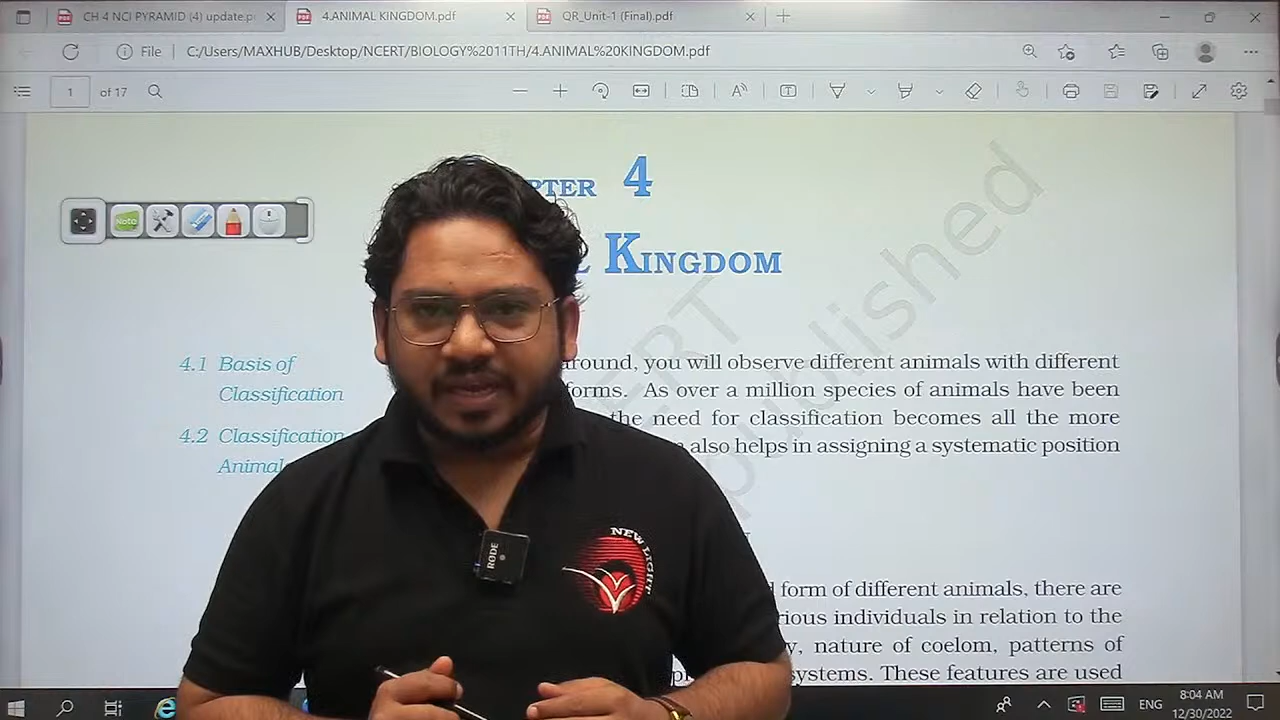 CH 4 NCI PYRAMID (4) update.p
4.ANIMAL KINGDOM.pdf
QR_Unit-1 (Final).pdf
File
C:/Users/MAXHUB/Desktop/NCERT/BIOLOGY%2011TH/4.ANIMAL%20KINGDOM.pdf
1 of 17
PTER 4
KINGDOM
Note
4.1 Basis of
Classification
4.2 Classification
Animal
around, you will observe different animals with different
forms. As over a million species of animals have been
the need for classification becomes all the more
also helps in assigning a systematic position
published
form of different animals, there are
rious individuals in relation to the
y, nature of coelom, patterns of
systems. These features are used
RODE
NEW LIGHT
ENG
8:04 AM
12/30/2022